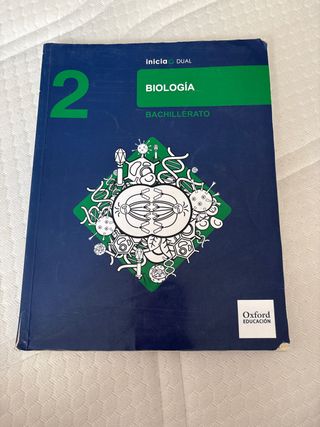 inicia DUAL
2
BIOLOGÍA
BACHILLERATO
Oxford
EDUCACIÓN